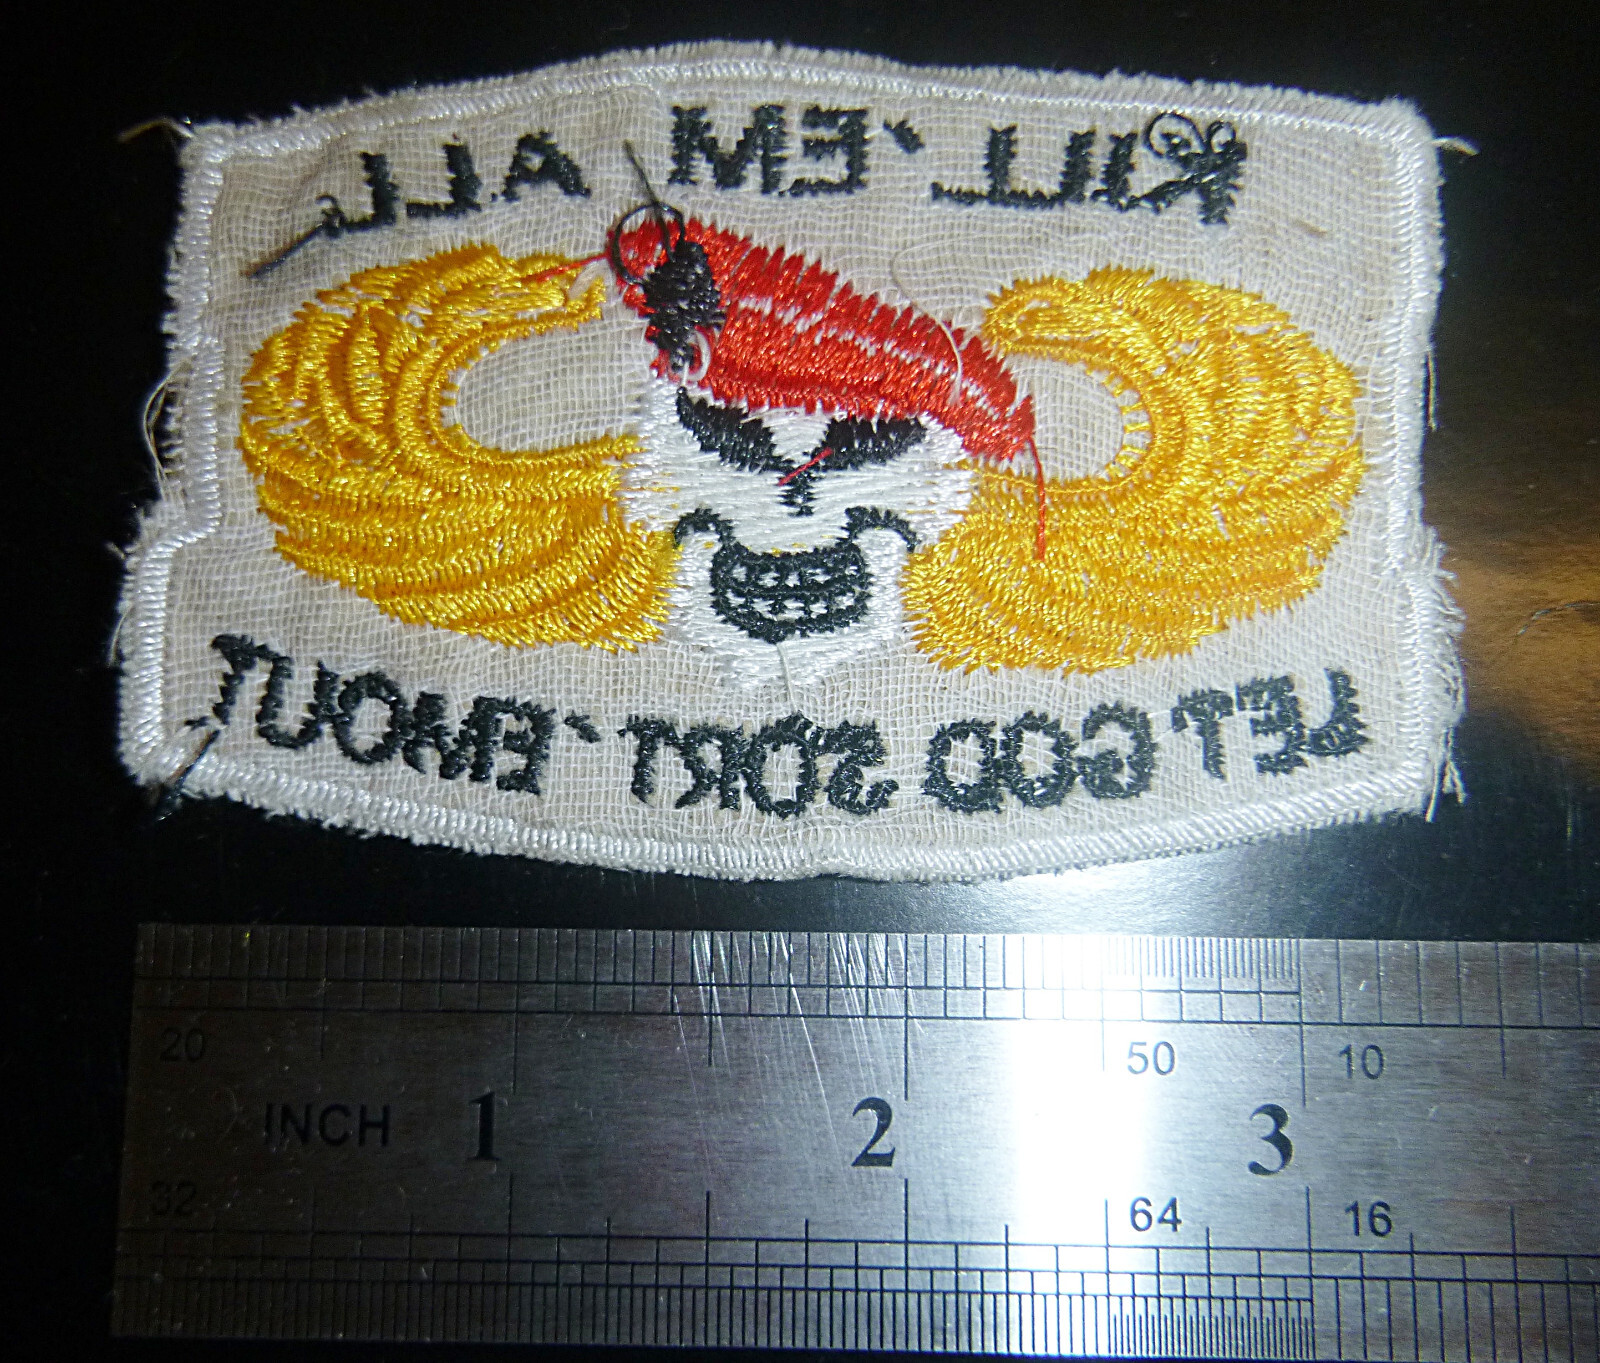 KILL 'EM ALL
LET GOD SORT 'EM OUT
20 50 10
INCH 1 2 3
32 64 16